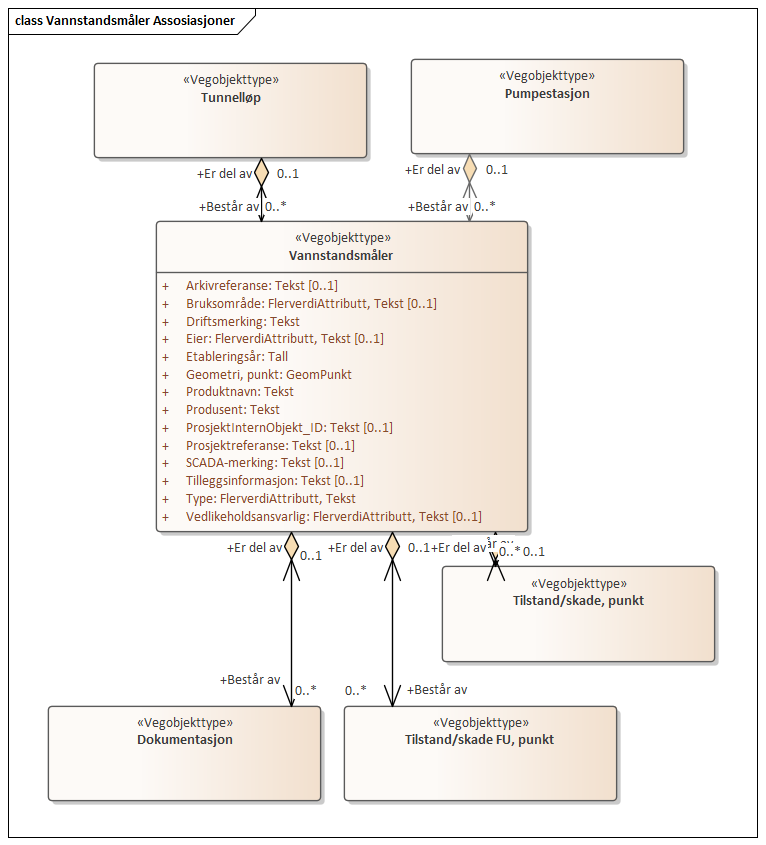 class Vannstandsmåler Assosiasjoner
«Vegobjekttype»
Tunnelløp
«Vegobjekttype»
Pumpestasjon
+Er del av
0..1
+Er del av
0..1
+Består av
0..*
+Består av
0..*
«Vegobjekttype»
Vannstandsmåler
+ Arkivreferanse: Tekst [0..1]
+ Bruksområde: FlerverdiAttributt, Tekst [0..1]
+ Driftsmerking: Tekst
+ Eier: FlerverdiAttributt, Tekst [0..1]
+ Etableringsår: Tall
+ Geometri, punkt: GeomPunkt
+ Produktnavn: Tekst
+ Produsent: Tekst
+ ProsjektInternObjekt_ID: Tekst [0..1]
+ Prosjektreferanse: Tekst [0..1]
+ SCADA-merking: Tekst [0..1]
+ Tilleggsinformasjon: Tekst [0..1]
+ Type: FlerverdiAttributt, Tekst
+ Vedlikeholdsansvarlig: FlerverdiAttributt, Tekst [0..1]
+Er del av
0..1
+Er del av
0..1
+Er del av
0..*
0..1
«Vegobjekttype»
Tilstand/skade, punkt
+Består av
0..*
0..*
+Består av
«Vegobjekttype»
Dokumentasjon
«Vegobjekttype»
Tilstand/skade FU, punkt